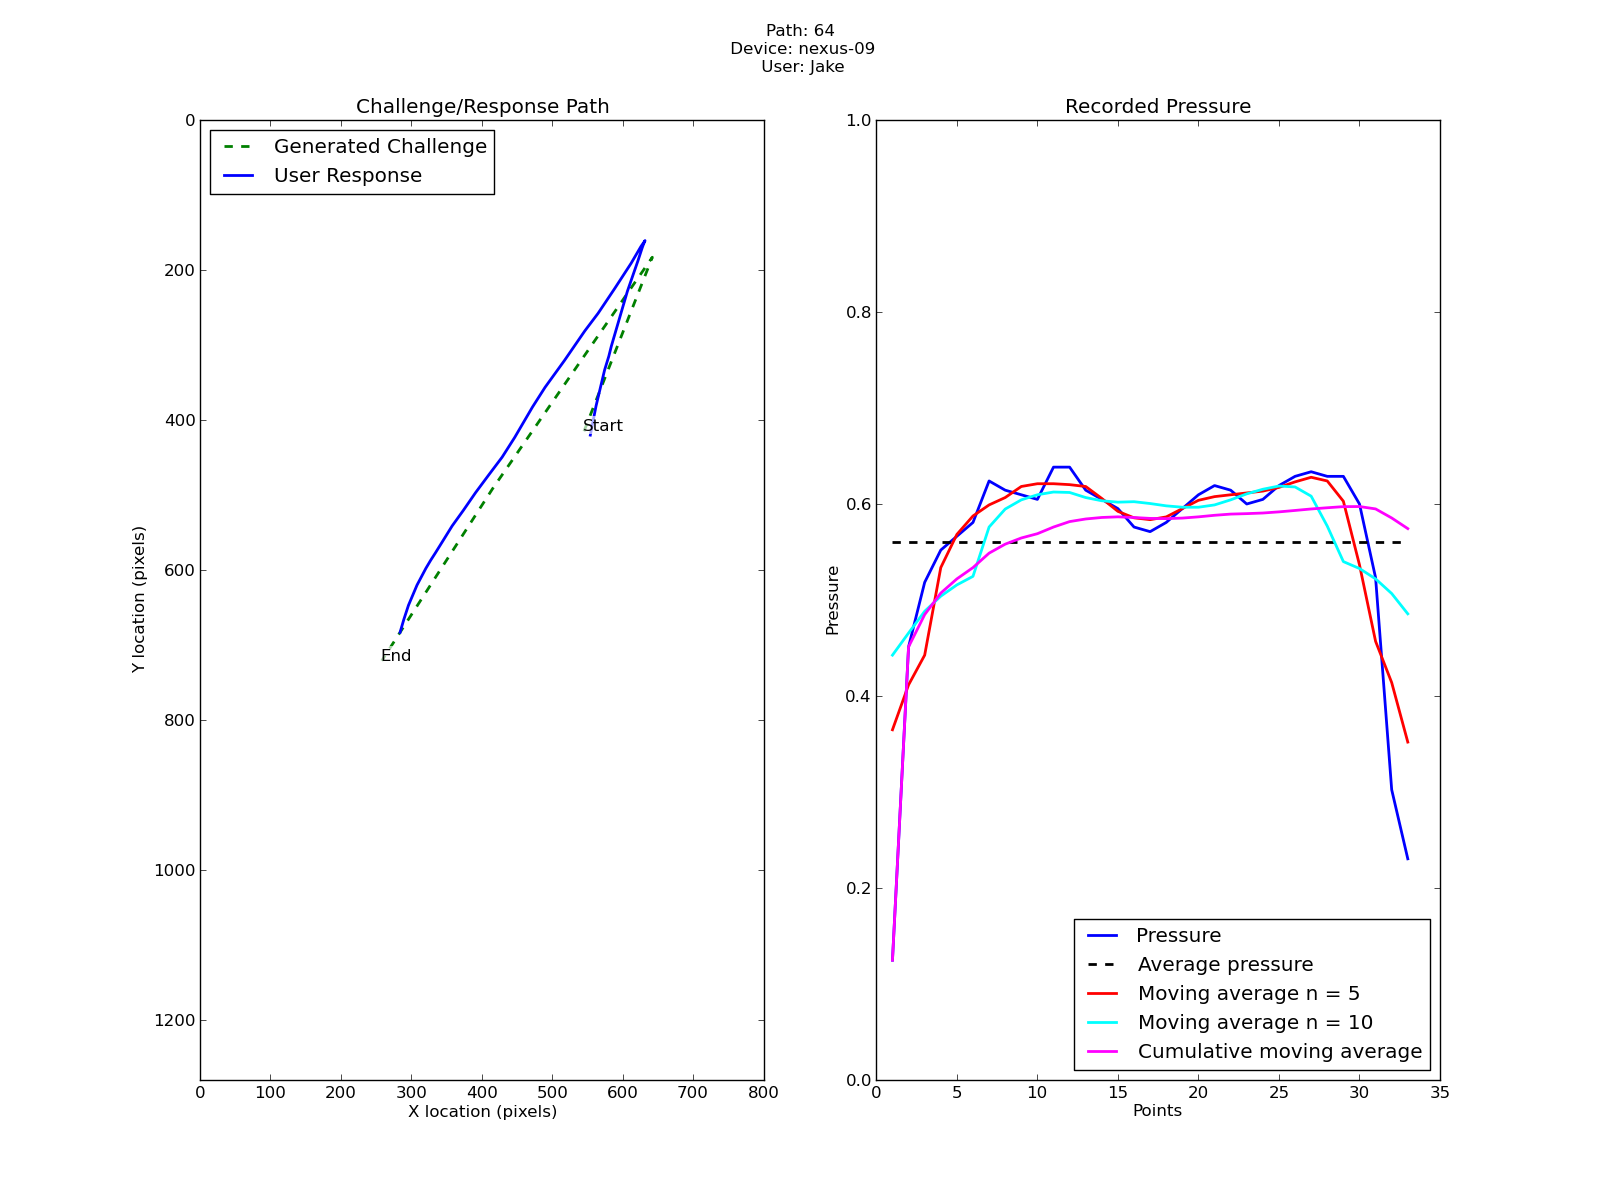 Path: 64
Device: nexus-09
User: Jake
Challenge/Response Path
Generated Challenge
User Response
Start
End
0
200
400
600
800
1000
1200
Y location (pixels)
0 100 200 300 400 500 600 700 800
X location (pixels)
Recorded Pressure
1.0
0.8
0.6
0.4
0.2
0.0
Pressure
Pressure
Average pressure
Moving average n = 5
Moving average n = 10
Cumulative moving average
0 5 10 15 20 25 30 35
Points